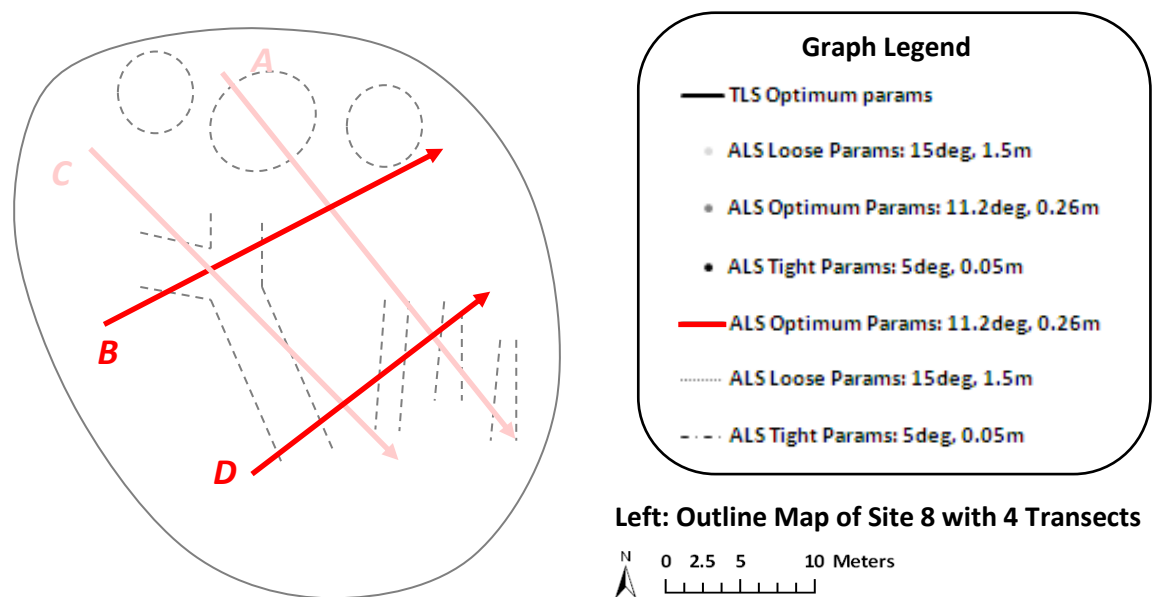 A
C
B
D
Graph Legend
TLS Optimum params
ALS Loose Params: 15deg, 1.5m
ALS Optimum Params: 11.2deg, 0.26m
ALS Tight Params: 5deg, 0.05m
ALS Optimum Params: 11.2deg, 0.26m
ALS Loose Params: 15deg, 1.5m
ALS Tight Params: 5deg, 0.05m
Left: Outline Map of Site 8 with 4 Transects
N 0 2.5 5 10 Meters